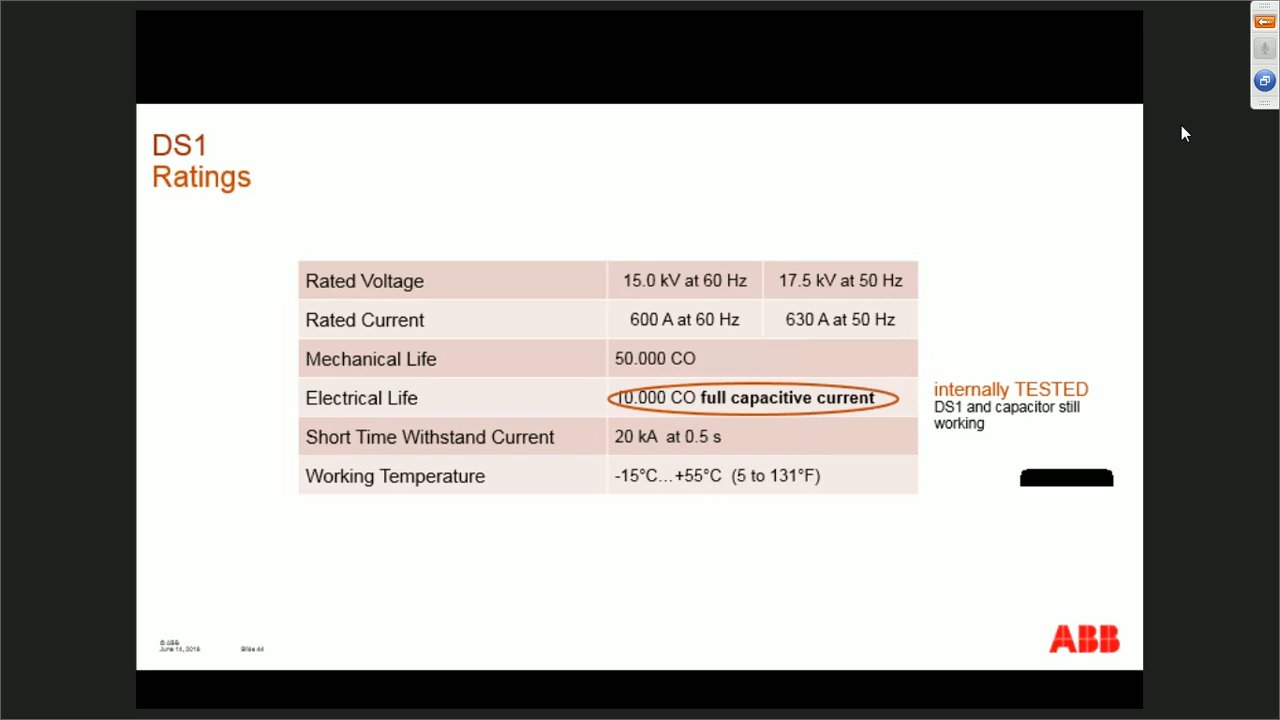 DS1
Ratings
Rated Voltage 15.0 kV at 60 Hz 17.5 kV at 50 Hz
Rated Current 600 A at 60 Hz 630 A at 50 Hz
Mechanical Life 50.000 CO
Electrical Life 10.000 CO full capacitive current
Short Time Withstand Current 20 kA at 0.5 s
Working Temperature -15°C...+55°C (5 to 131°F)
internally TESTED
DS1 and capacitor still
working
© ABB
Slide 44
ABB